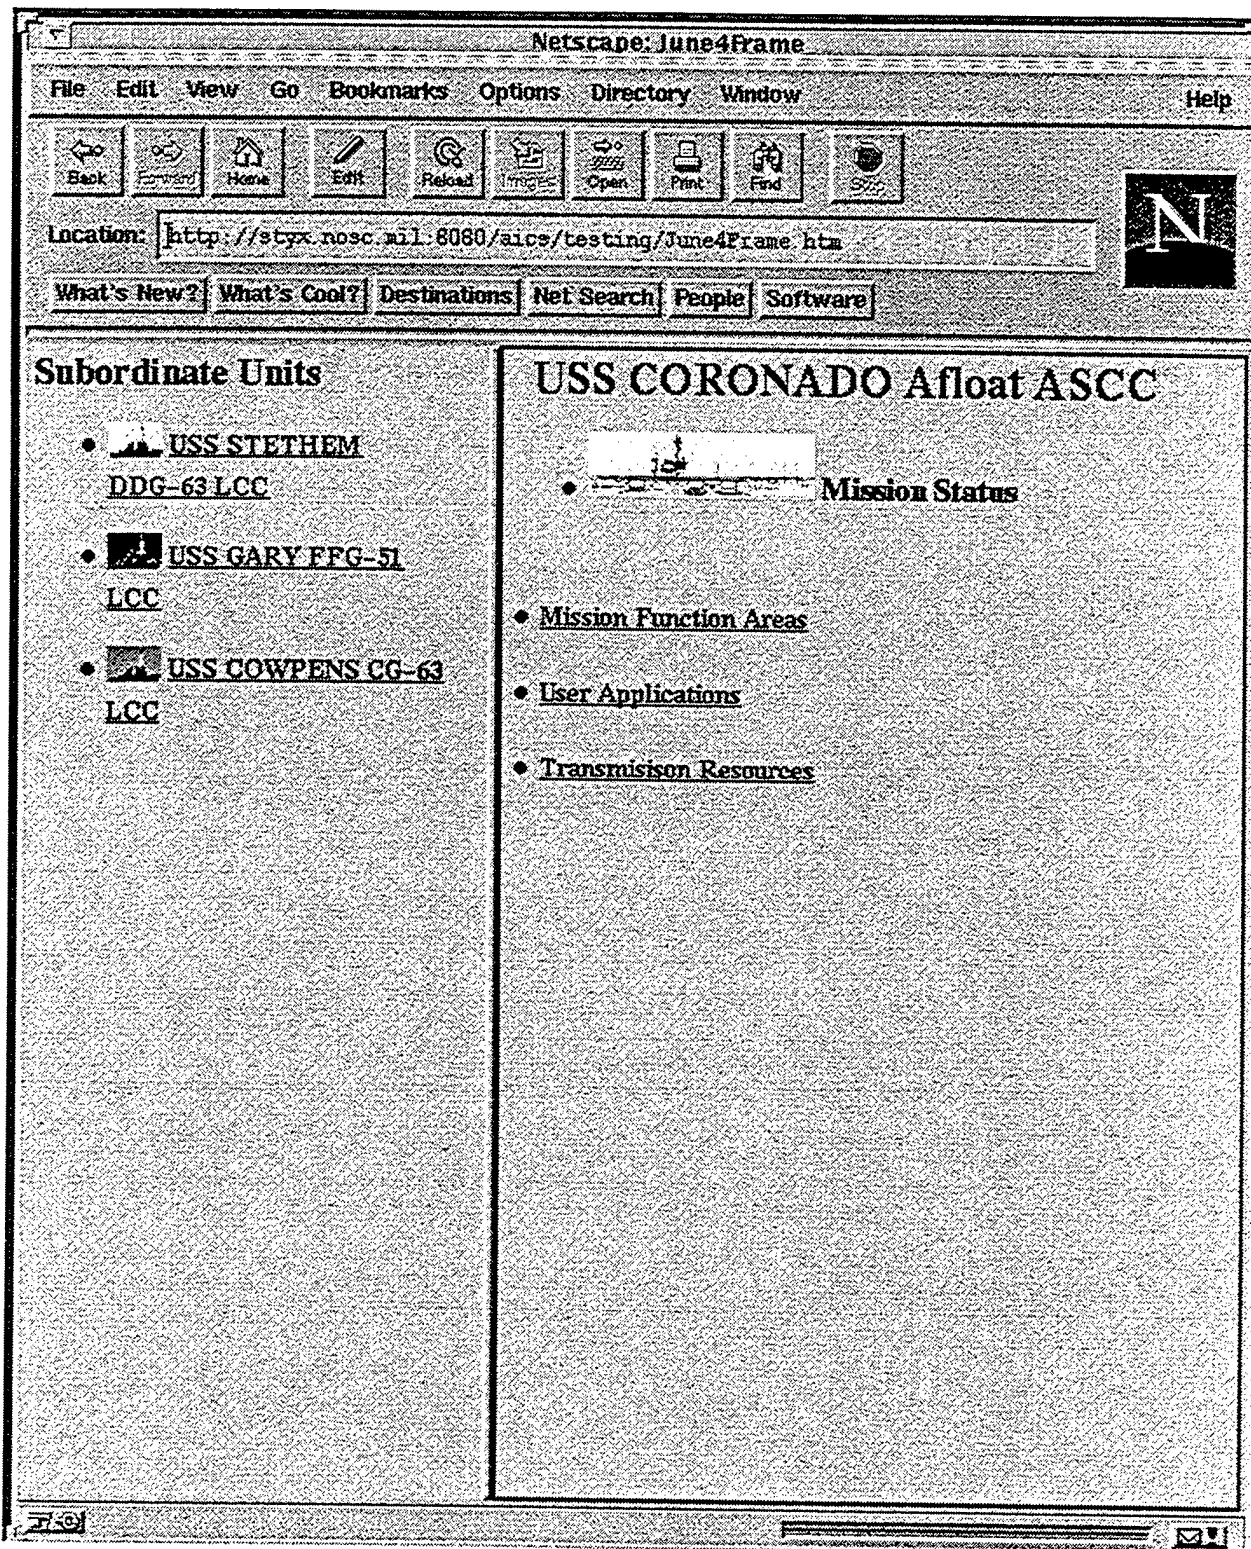 Netscape: June4Frame
File Edit View Go Bookmarks Options Directory Window Help
Back Forward Home Edit Reload Images Open Print Find Stop
N
Location: http://styx.nosc.mil:8080/aics/testing/June4Frame.htm
What's New? What's Cool? Destinations Net Search People Software
Subordinate Units
USS STETHEM
DDG-63 LCC
USS GARY FFG-51
LCC
USS COWPENS CG-63
LCC
USS CORONADO Afloat ASCC
Mission Status
Mission Function Areas
User Applications
Transmisison Resources